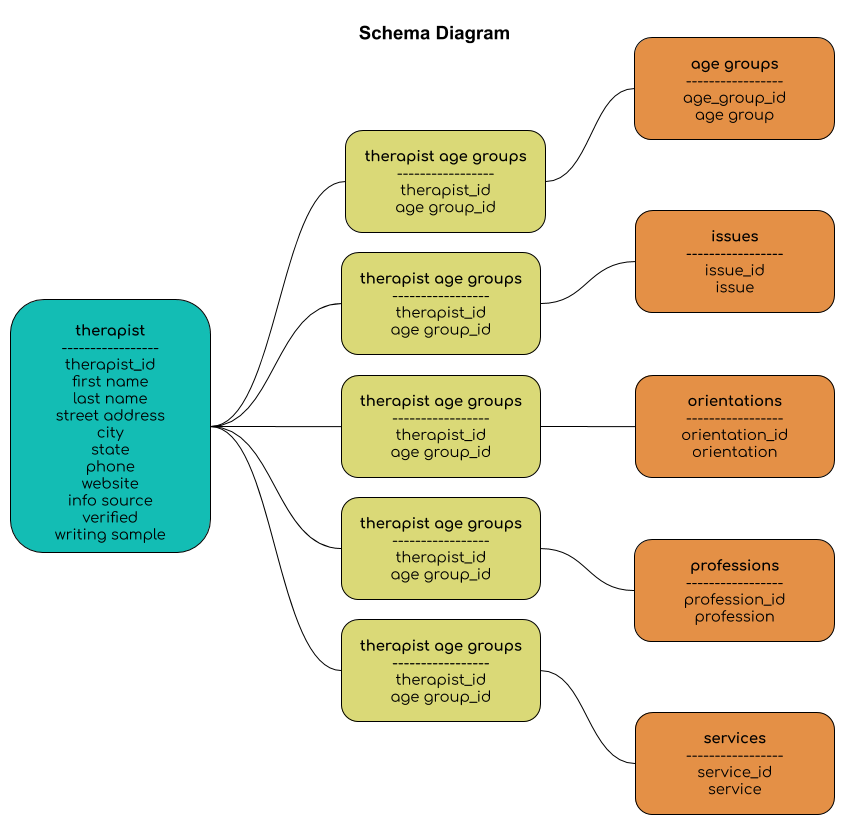 Schema Diagram
therapist
-----------------
therapist_id
first name
last name
street address
city
state
phone
website
info source
verified
writing sample
therapist age groups
-----------------
therapist_id
age group_id
therapist age groups
-----------------
therapist_id
age group_id
therapist age groups
-----------------
therapist_id
age group_id
therapist age groups
-----------------
therapist_id
age group_id
therapist age groups
-----------------
therapist_id
age group_id
age groups
-----------------
age_group_id
age group
issues
-----------------
issue_id
issue
orientations
-----------------
orientation_id
orientation
professions
-----------------
profession_id
profession
services
-----------------
service_id
service